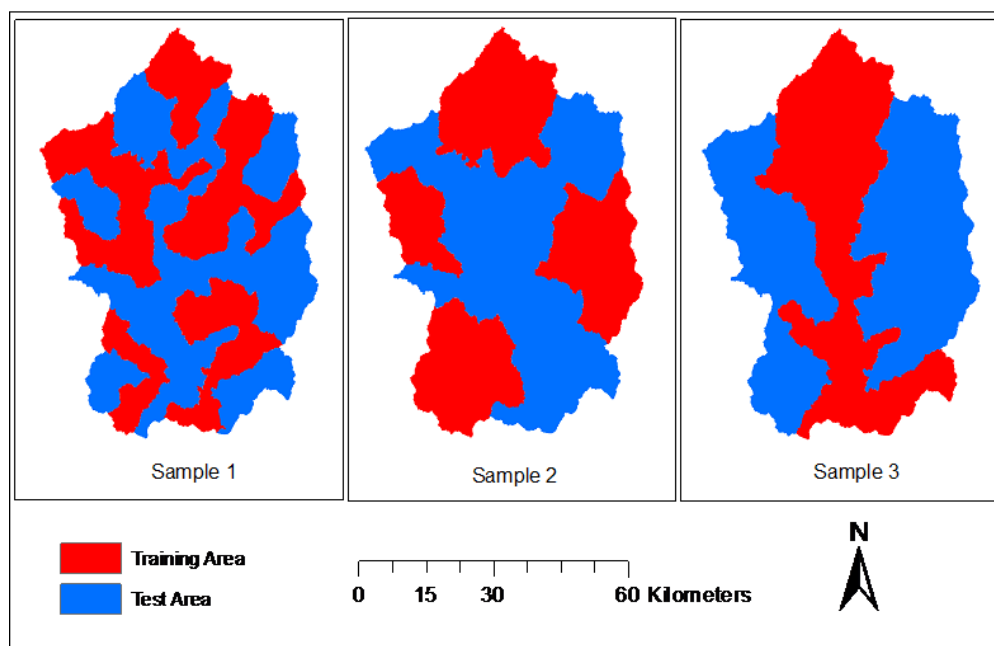 Sample 1
Sample 2
Sample 3
Training Area
Test Area
0 15 30 60 Kilometers
N